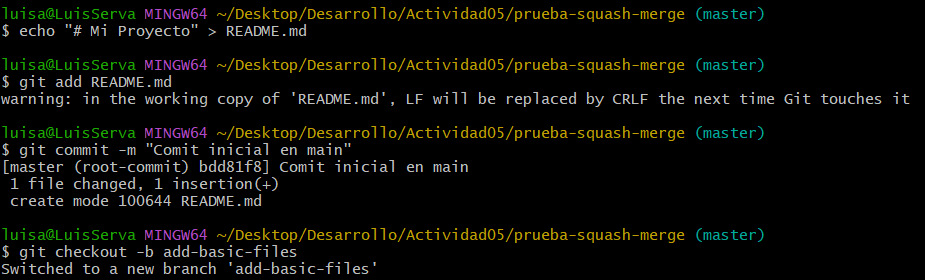 luisa@LuisServa MINGW64 ~/Desktop/Desarrollo/Actividad05/prueba-squash-merge (master)
$ echo "# Mi Proyecto" > README.md
luisa@LuisServa MINGW64 ~/Desktop/Desarrollo/Actividad05/prueba-squash-merge (master)
$ git add README.md
warning: in the working copy of 'README.md', LF will be replaced by CRLF the next time Git touches it
luisa@LuisServa MINGW64 ~/Desktop/Desarrollo/Actividad05/prueba-squash-merge (master)
$ git commit -m "Comit inicial en main"
[master (root-commit) bdd81f8] Comit inicial en main
 1 file changed, 1 insertion(+)
 create mode 100644 README.md
luisa@LuisServa MINGW64 ~/Desktop/Desarrollo/Actividad05/prueba-squash-merge (master)
$ git checkout -b add-basic-files
Switched to a new branch 'add-basic-files'